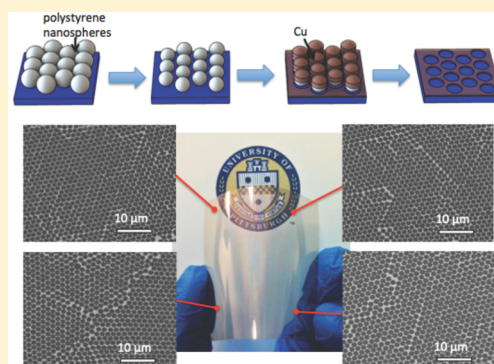 polystyrene
nanospheres
Cu
10 µm
10 µm
UNIVERSITY OF
PITTSBURGH
10 µm
10 µm